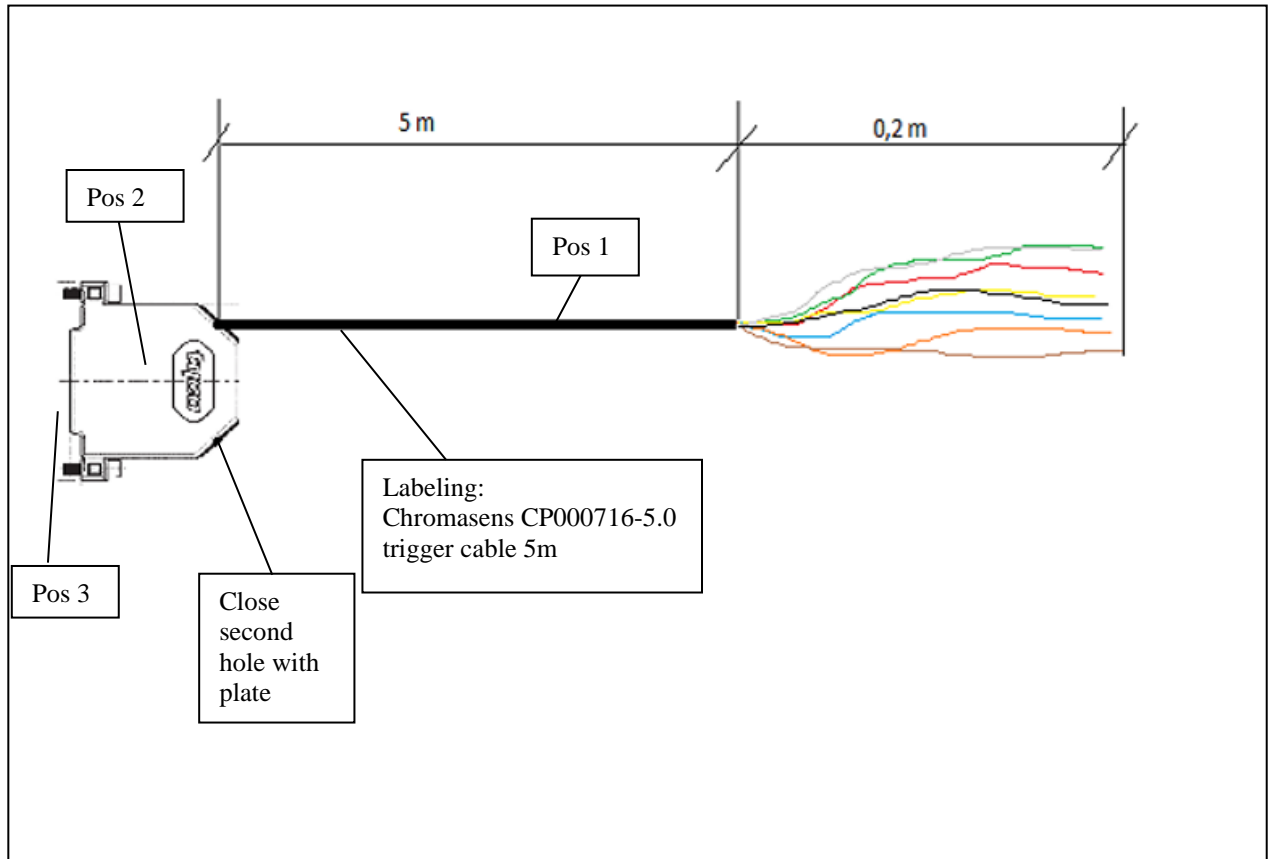 5 m
0,2 m
Pos 2
Pos 1
Labeling:
Chromasens CP000716-5.0
trigger cable 5m
Pos 3
Close
second
hole with
plate